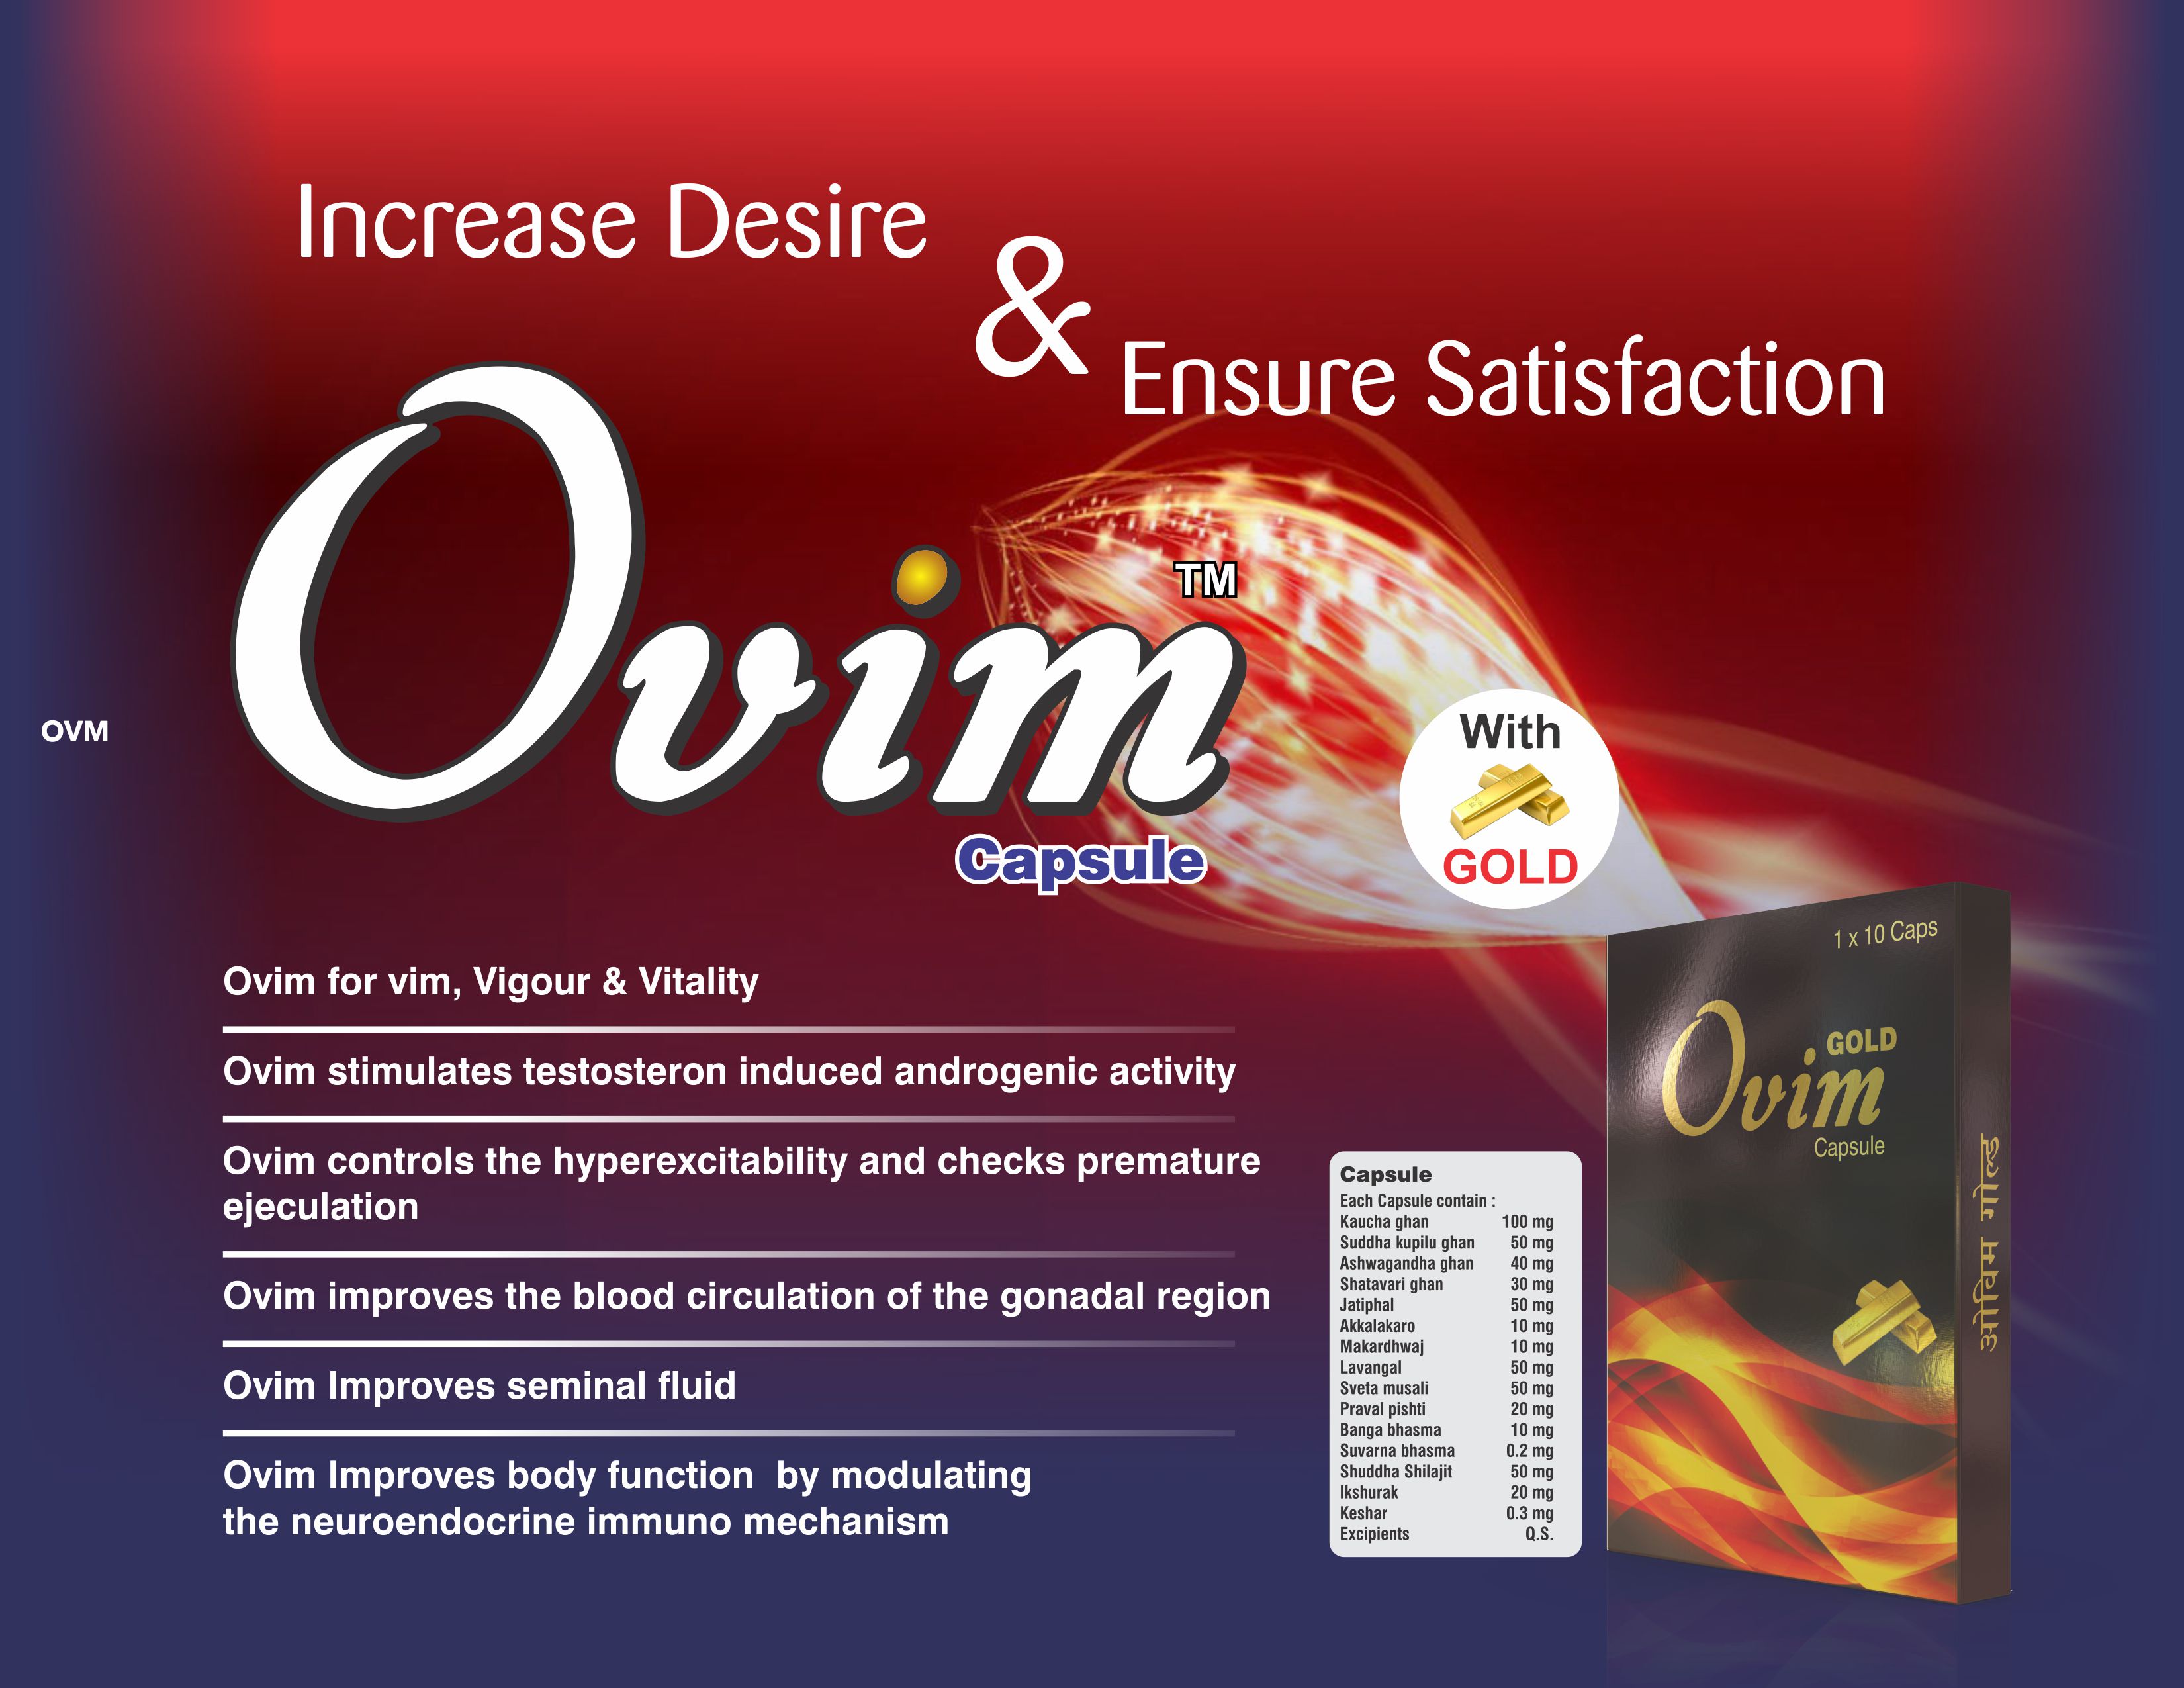 Increase Desire
&
Ensure Satisfaction
Ovim
TM
Capsule
OVM
With
GOLD
Ovim for vim, Vigour & Vitality
Ovim stimulates testosteron induced androgenic activity
Ovim controls the hyperexcitability and checks premature
ejeculation
Ovim improves the blood circulation of the gonadal region
Ovim Improves seminal fluid
Ovim Improves body function by modulating
the neuroendocrine immuno mechanism
Capsule
Each Capsule contain :
Kaucha ghan 100 mg
Suddha kupilu ghan 50 mg
Ashwagandha ghan 40 mg
Shatavari ghan 30 mg
Jatiphal 50 mg
Akkalakaro 10 mg
Makardhwaj 10 mg
Lavangal 50 mg
Sveta musali 50 mg
Praval pishti 20 mg
Banga bhasma 10 mg
Suvarna bhasma 0.2 mg
Shuddha Shilajit 50 mg
Ikshurak 20 mg
Keshar 0.3 mg
Excipients Q.S.
1 x 10 Caps
GOLD
Ovim
Capsule
ओविम गोल्ड